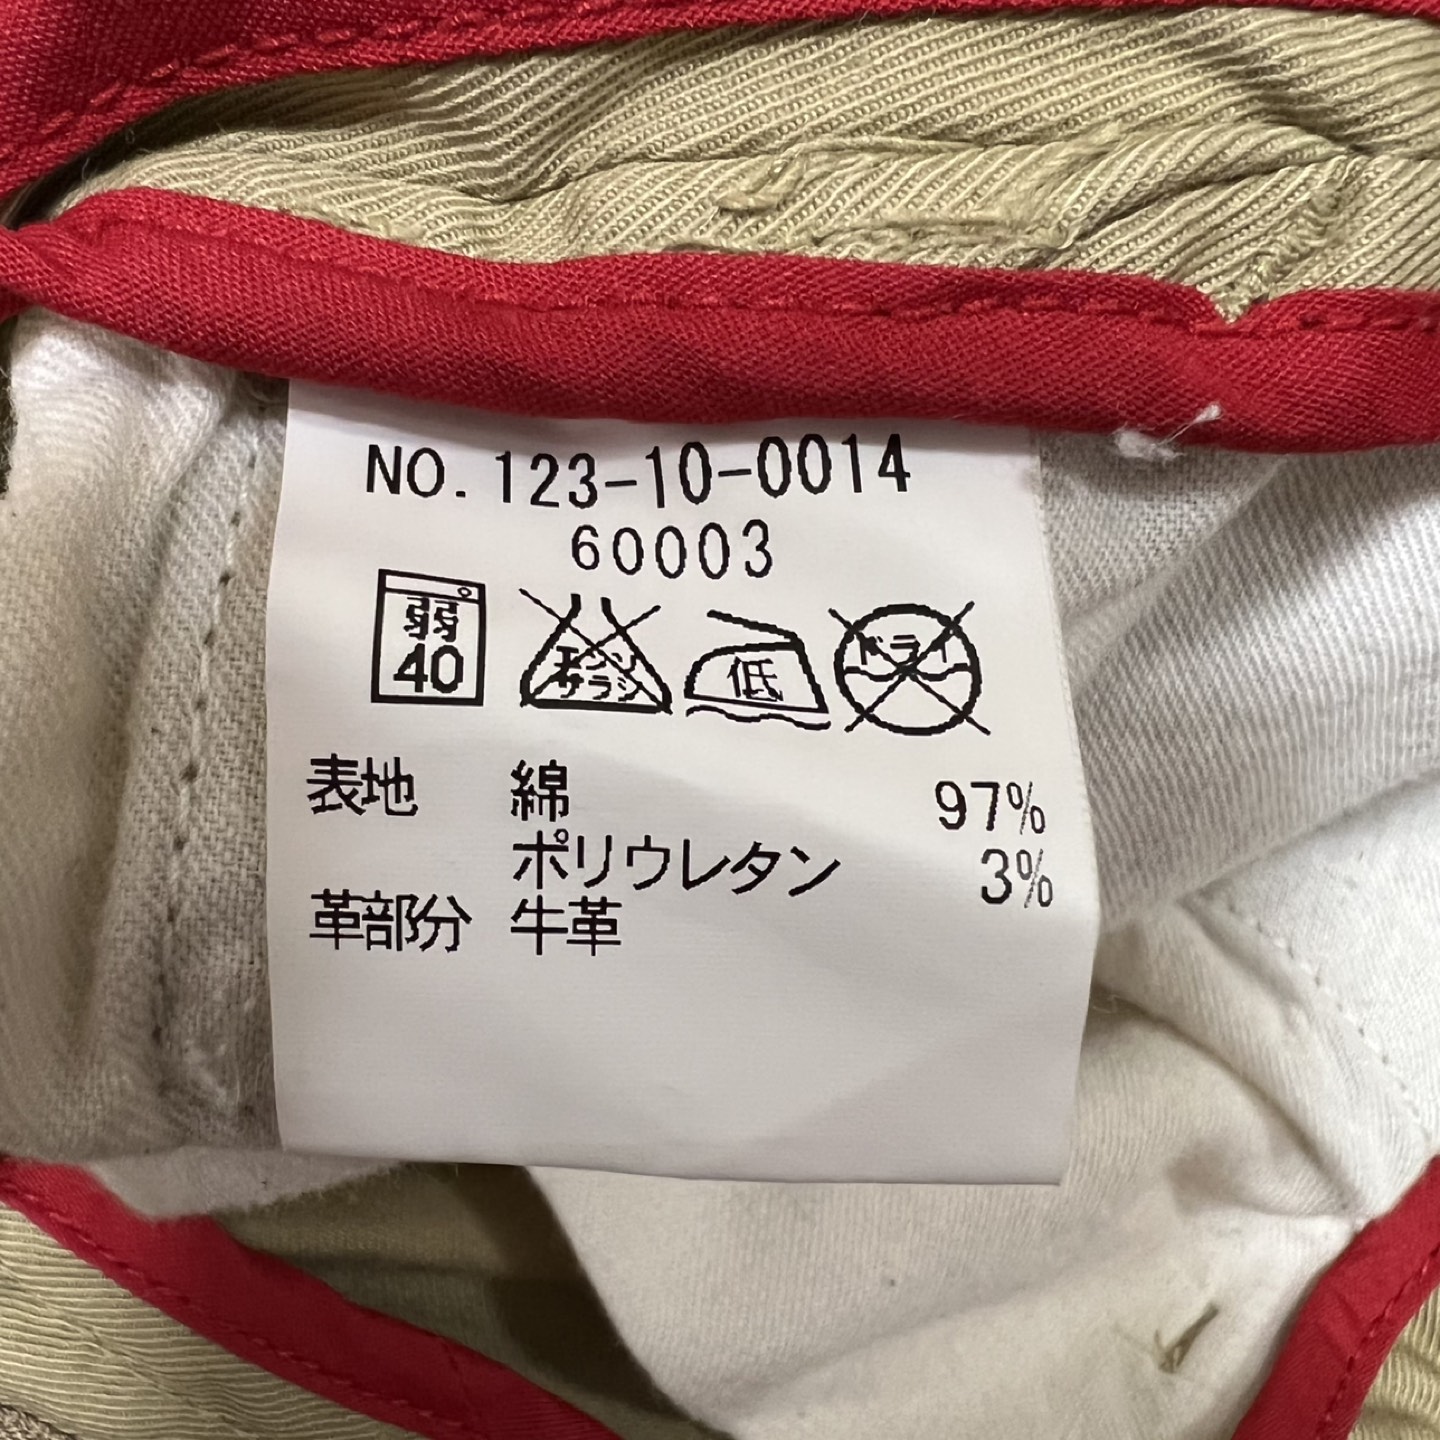 NO. 123-10-0014
60003
弱 40 エンソサラシ 低 ドライ
表地 綿 97%
ポリウレタン 3%
革部分 牛革